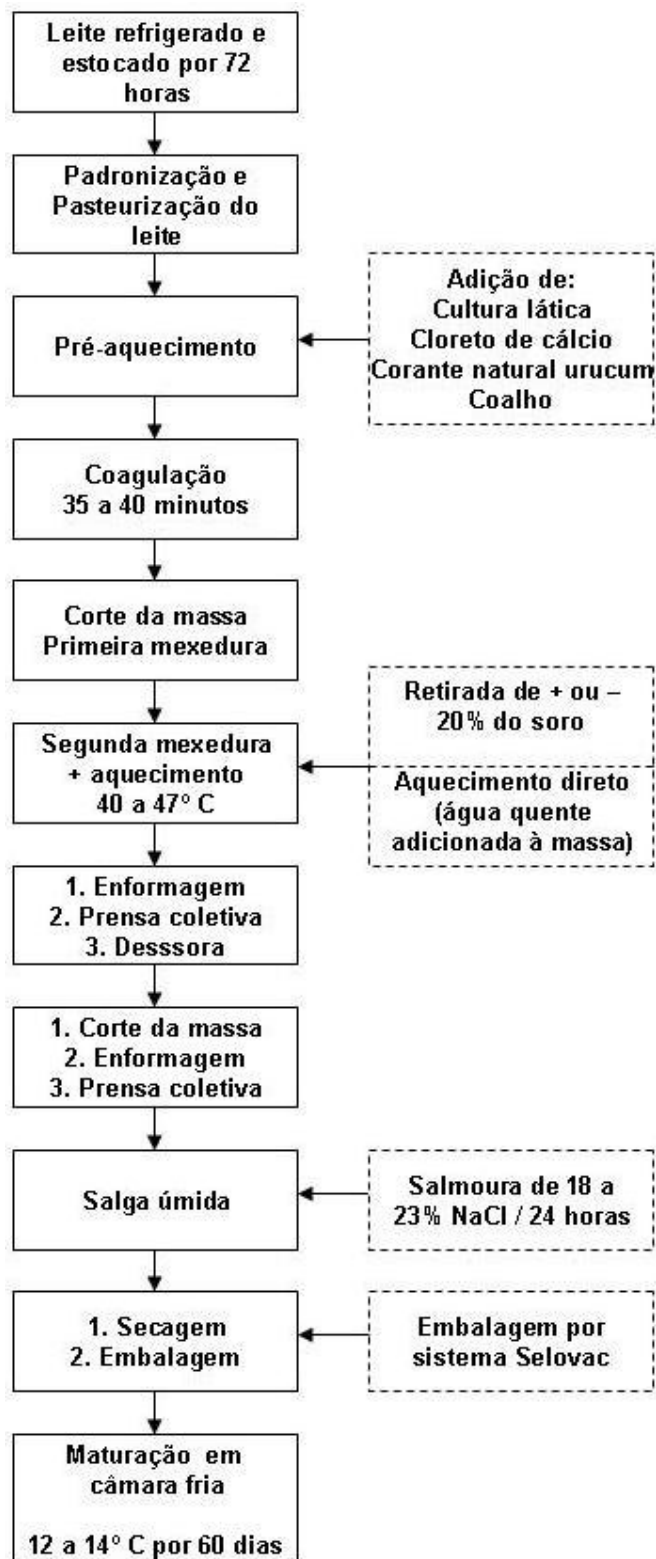 Leite refrigerado e
estocado por 72
horas
Padronização e
Pasteurização do
leite
Pré-aquecimento
Adição de:
Cultura lática
Cloreto de cálcio
Corante natural urucum
Coalho
Coagulação
35 a 40 minutos
Corte da massa
Primeira mexedura
Segunda mexedura
+ aquecimento
40 a 47º C
Retirada de + ou –
20% do soro
Aquecimento direto
(água quente
adicionada à massa)
1. Enformagem
2. Prensa coletiva
3. Desssora
1. Corte da massa
2. Enformagem
3. Prensa coletiva
Salga úmida
Salmoura de 18 a
23% NaCl / 24 horas
1. Secagem
2. Embalagem
Embalagem por
sistema Selovac
Maturação em
câmara fria
12 a 14º C por 60 dias